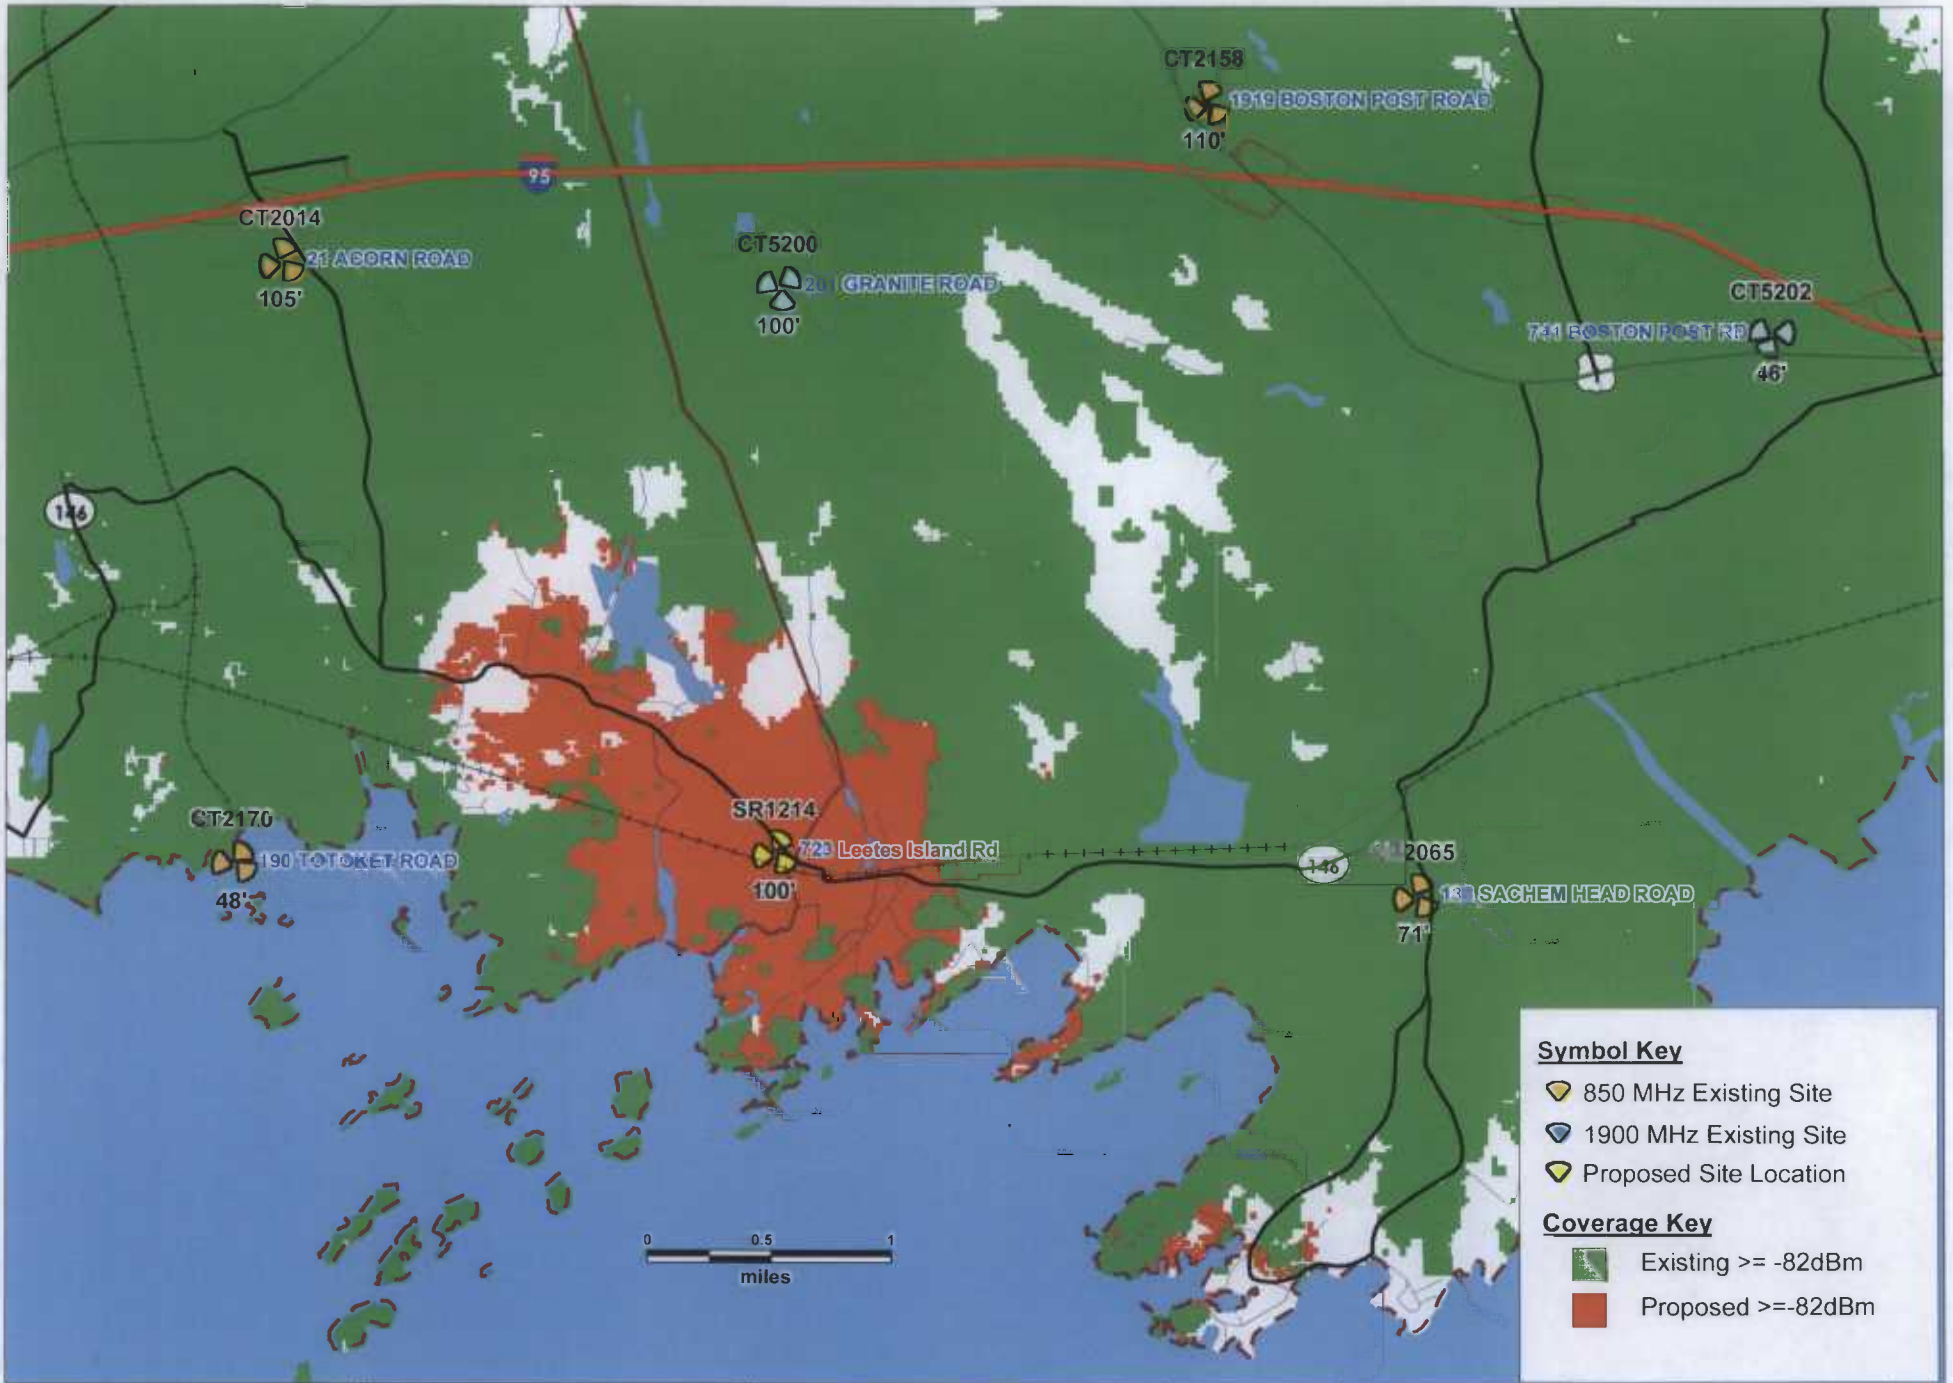 CT2158
1919 BOSTON POST ROAD
110'
95
CT2014
21 ACORN ROAD
105'
CT5200
201 GRANITE ROAD
100'
CT5202
741 BOSTON POST RD
46'
146
SR1214
723 Leetes Island Rd
100'
CT2170
190 TOTOKET ROAD
48'
146
2065
SACHEM HEAD ROAD
71'
0 0.5 1
miles
Symbol Key
850 MHz Existing Site
1900 MHz Existing Site
Proposed Site Location
Coverage Key
Existing >= -82dBm
Proposed >=-82dBm